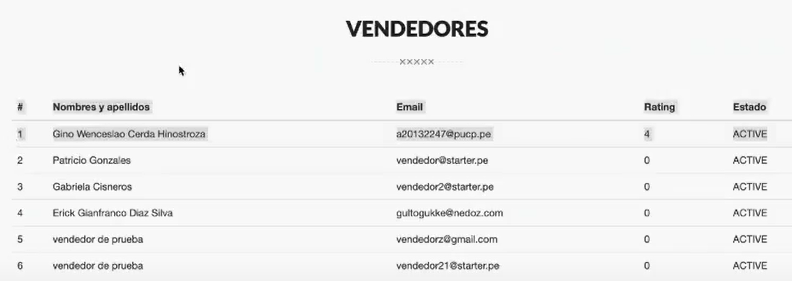 VENDEDORES
×××××
# Nombres y apellidos Email Rating Estado
1 Gino Wenceslao Cerda Hinostroza a20132247@pucp.pe 4 ACTIVE
2 Patricio Gonzales vendedor@starter.pe 0 ACTIVE
3 Gabriela Cisneros vendedor2@starter.pe 0 ACTIVE
4 Erick Gianfranco Diaz Silva gultogukke@nedoz.com 0 ACTIVE
5 vendedor de prueba vendedorz@gmail.com 0 ACTIVE
6 vendedor de prueba vendedor21@starter.pe 0 ACTIVE